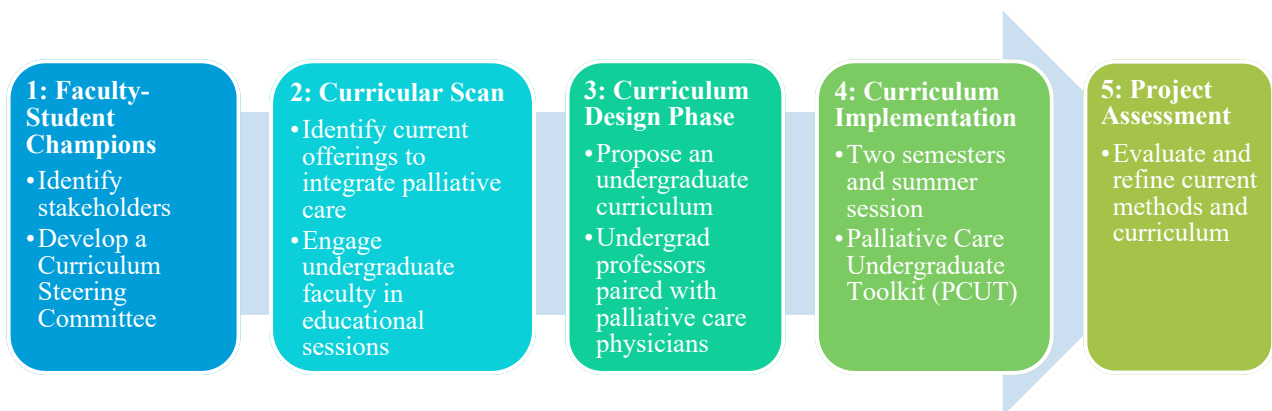 1: Faculty-
Student
Champions
•Identify
stakeholders
•Develop a
Curriculum
Steering
Committee
2: Curricular Scan
•Identify current
offerings to
integrate palliative
care
•Engage
undergraduate
faculty in
educational
sessions
3: Curriculum
Design Phase
•Propose an
undergraduate
curriculum
•Undergrad
professors
paired with
palliative care
physicians
4: Curriculum
Implementation
•Two semesters
and summer
session
•Palliative Care
Undergraduate
Toolkit (PCUT)
5: Project
Assessment
•Evaluate and
refine current
methods and
curriculum